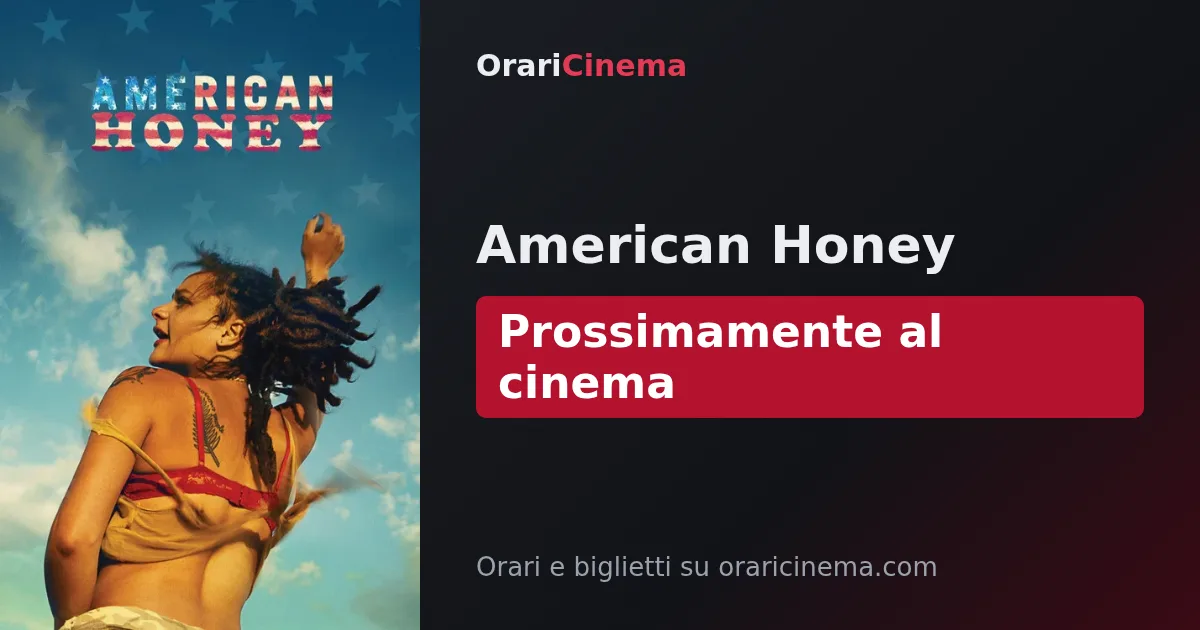 AMERICAN
HONEY
OrariCinema
American Honey
Prossimamente al
cinema
Orari e biglietti su oraricinema.com